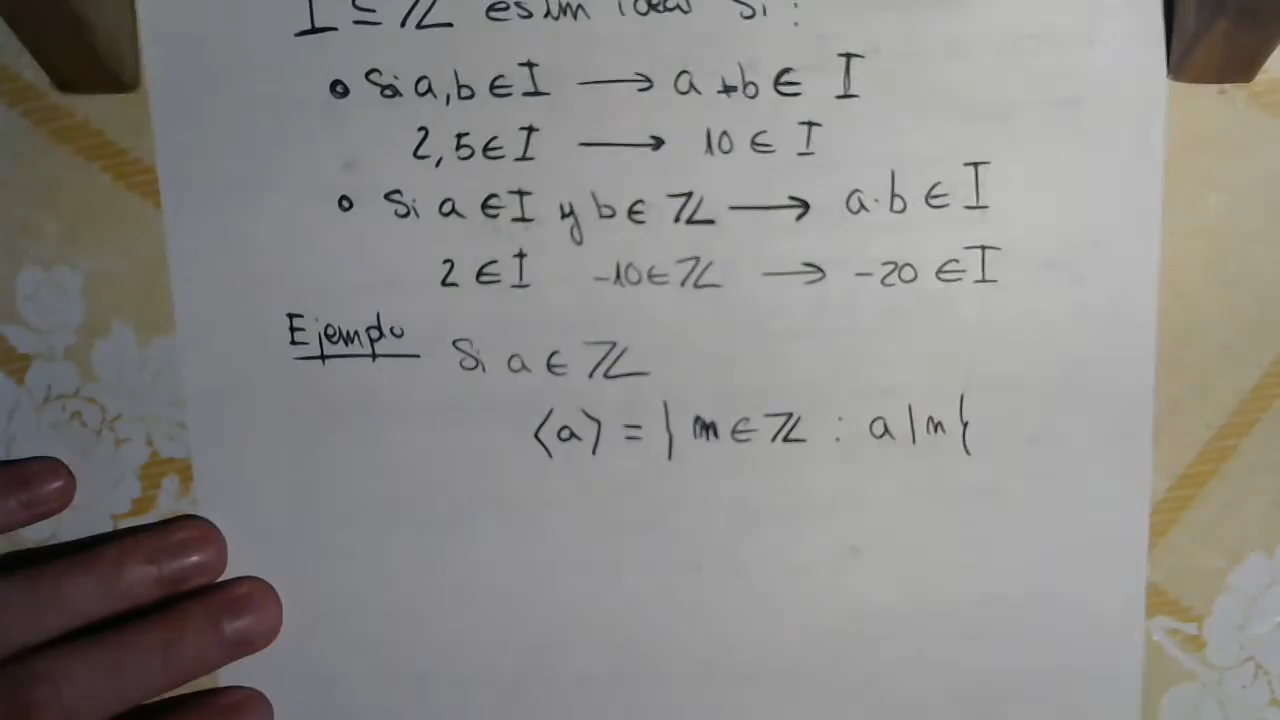 I ⊆ ℤ es un ideal si:
• Si a, b ∈ I ⟶ a + b ∈ I
2, 5 ∈ I ⟶ 10 ∈ I
• Si a ∈ I y b ∈ ℤ ⟶ a·b ∈ I
2 ∈ I -10 ∈ ℤ ⟶ -20 ∈ I
Ejemplo Si a ∈ ℤ
⟨a⟩ = { m ∈ ℤ : a | m }